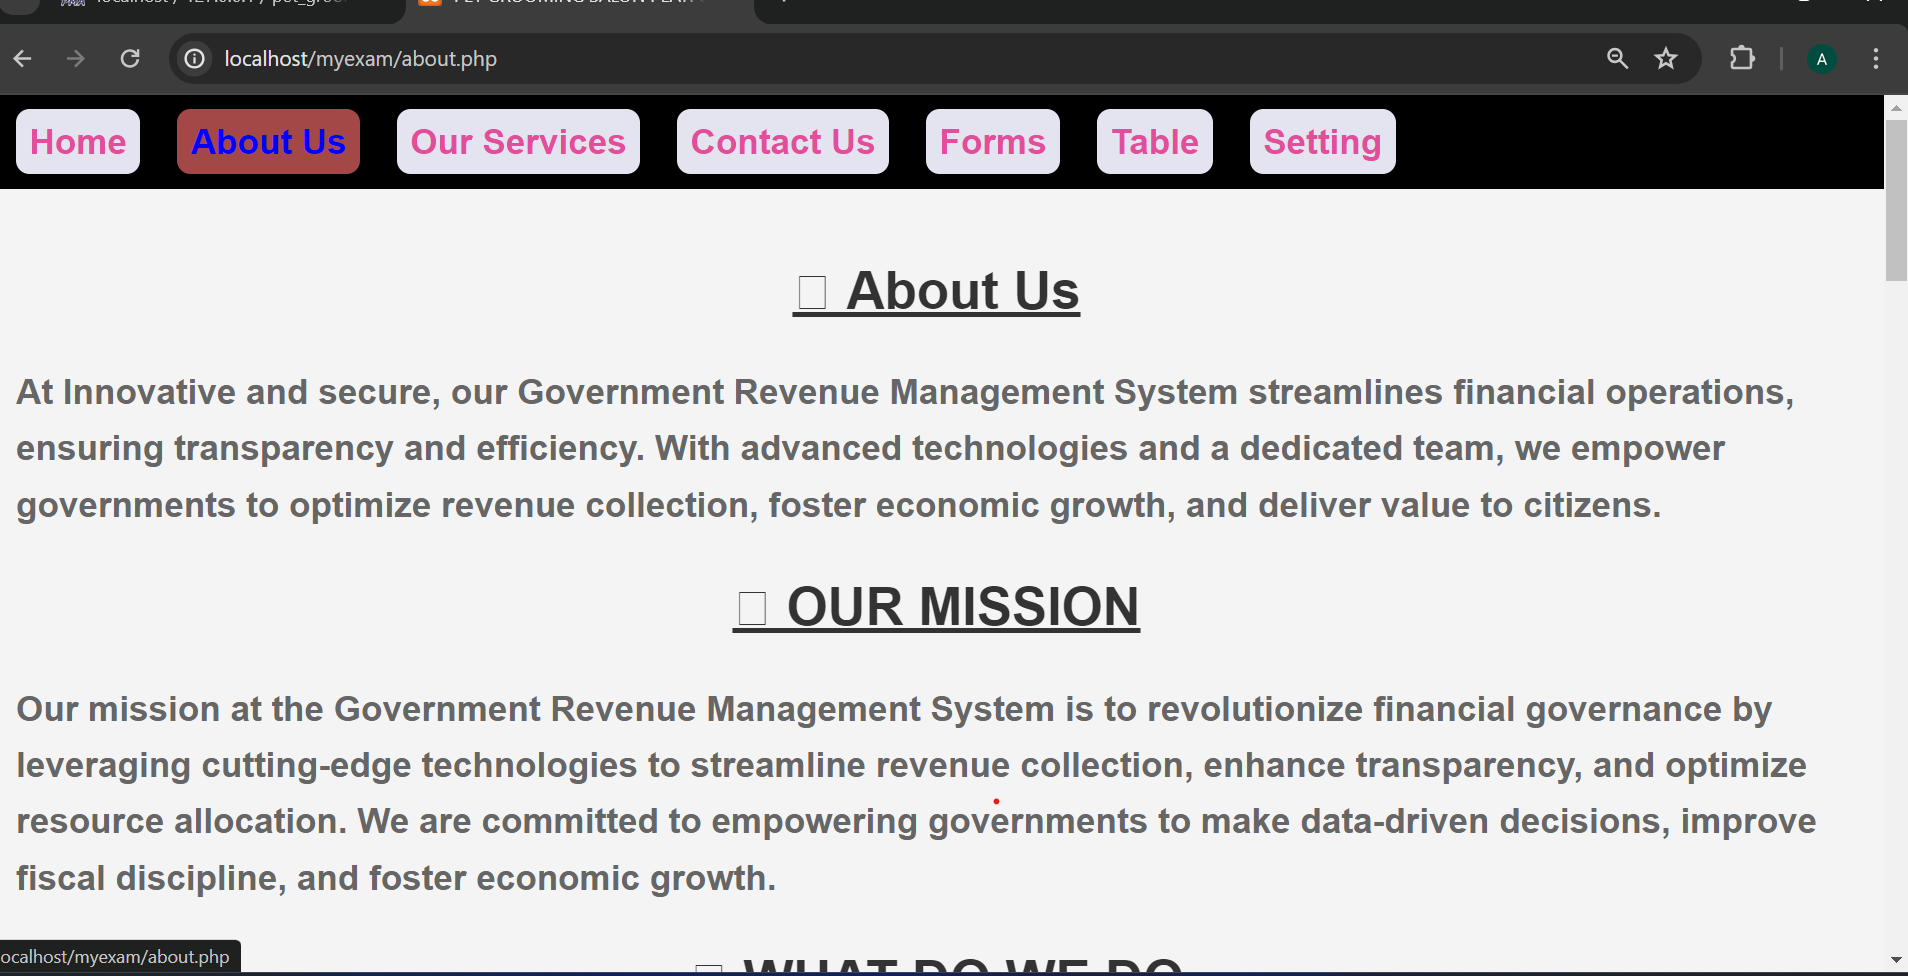 localhost/myexam/about.php
A
Home About Us Our Services Contact Us Forms Table Setting
About Us
At Innovative and secure, our Government Revenue Management System streamlines financial operations,
ensuring transparency and efficiency. With advanced technologies and a dedicated team, we empower
governments to optimize revenue collection, foster economic growth, and deliver value to citizens.
OUR MISSION
Our mission at the Government Revenue Management System is to revolutionize financial governance by
leveraging cutting-edge technologies to streamline revenue collection, enhance transparency, and optimize
resource allocation. We are committed to empowering governments to make data-driven decisions, improve
fiscal discipline, and foster economic growth.
WHAT DO WE DO
ocalhost/myexam/about.php